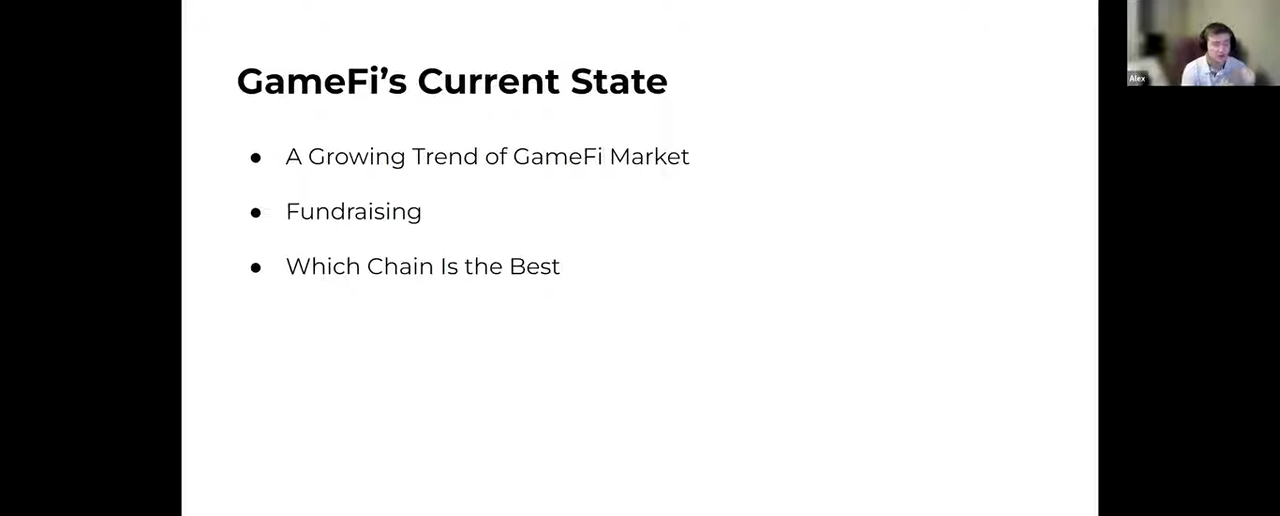 GameFi’s Current State
● A Growing Trend of GameFi Market
● Fundraising
● Which Chain Is the Best
Alex